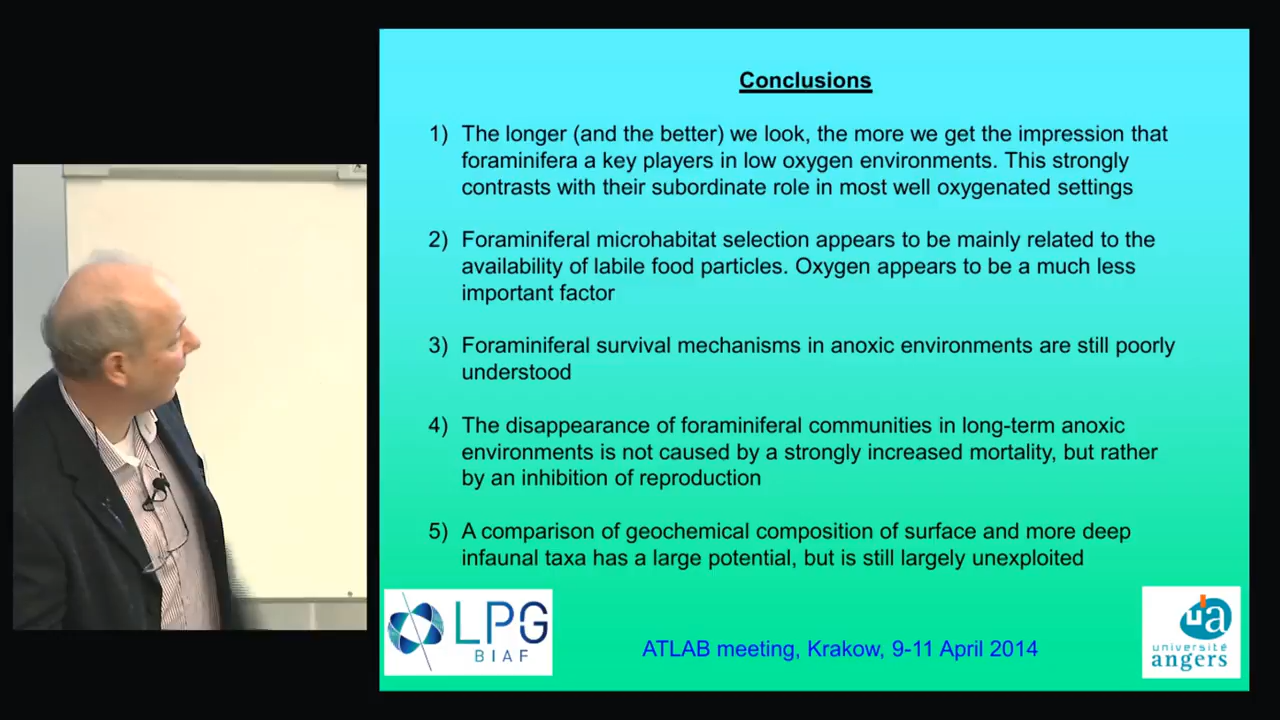 Conclusions
1) The longer (and the better) we look, the more we get the impression that
foraminifera a key players in low oxygen environments. This strongly
contrasts with their subordinate role in most well oxygenated settings
2) Foraminiferal microhabitat selection appears to be mainly related to the
availability of labile food particles. Oxygen appears to be a much less
important factor
3) Foraminiferal survival mechanisms in anoxic environments are still poorly
understood
4) The disappearance of foraminiferal communities in long-term anoxic
environments is not caused by a strongly increased mortality, but rather
by an inhibition of reproduction
5) A comparison of geochemical composition of surface and more deep
infaunal taxa has a large potential, but is still largely unexploited
LPG
BIAF
ATLAB meeting, Krakow, 9-11 April 2014
ua
université
angers